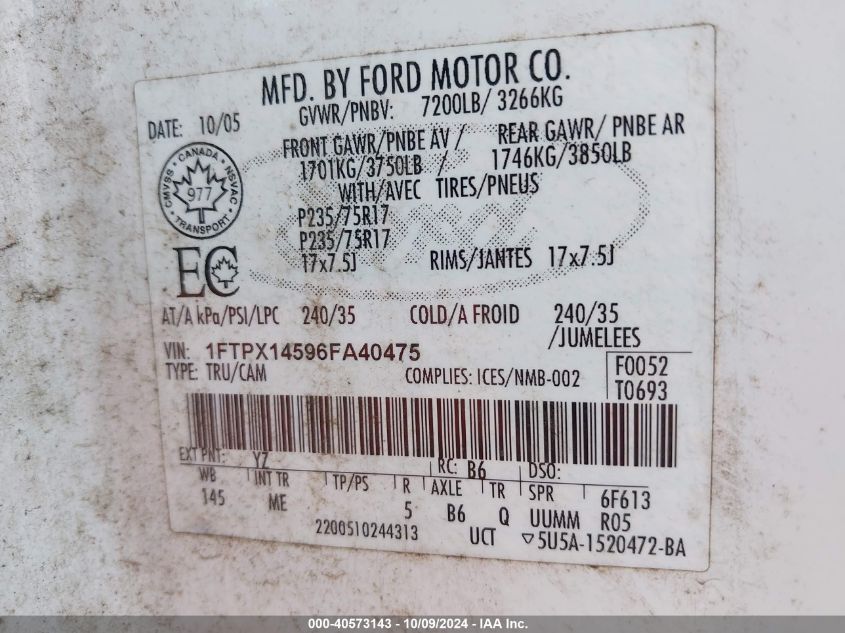 MFD. BY FORD MOTOR CO.
DATE: 10/05
GVWR/PNBV: 7200LB/ 3266KG
FRONT GAWR/PNBE AV / REAR GAWR/ PNBE AR
1701KG/3750LB / 1746KG/3850LB
WITH/AVEC TIRES/PNEUS
CANADA
CMVSS NSVAC
977
TRANSPORT
P235/75R17
P235/75R17
17x7.5J RIMS/JANTES 17x7.5J
EC
AT/A kPa/PSI/LPC 240/35 COLD/A FROID 240/35
/JUMELEES
VIN: 1FTPX14596FA40475
TYPE: TRU/CAM COMPLIES: ICES/NMB-002
F0052
T0693
EXT PNT: YZ RC: B6 DSO:
WB INT TR TP/PS R AXLE TR SPR 6F613
145 ME 5 B6 Q UUMM R05
2200510244313 UCT ▽5U5A-1520472-BA
000-40573143 - 10/09/2024 - IAA Inc.